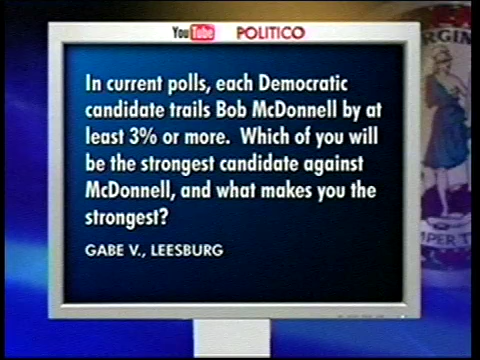 YouTube POLITICO
In current polls, each Democratic
candidate trails Bob McDonnell by at
least 3% or more.  Which of you will
be the strongest candidate against
McDonnell, and what makes you the
strongest?
GABE V., LEESBURG